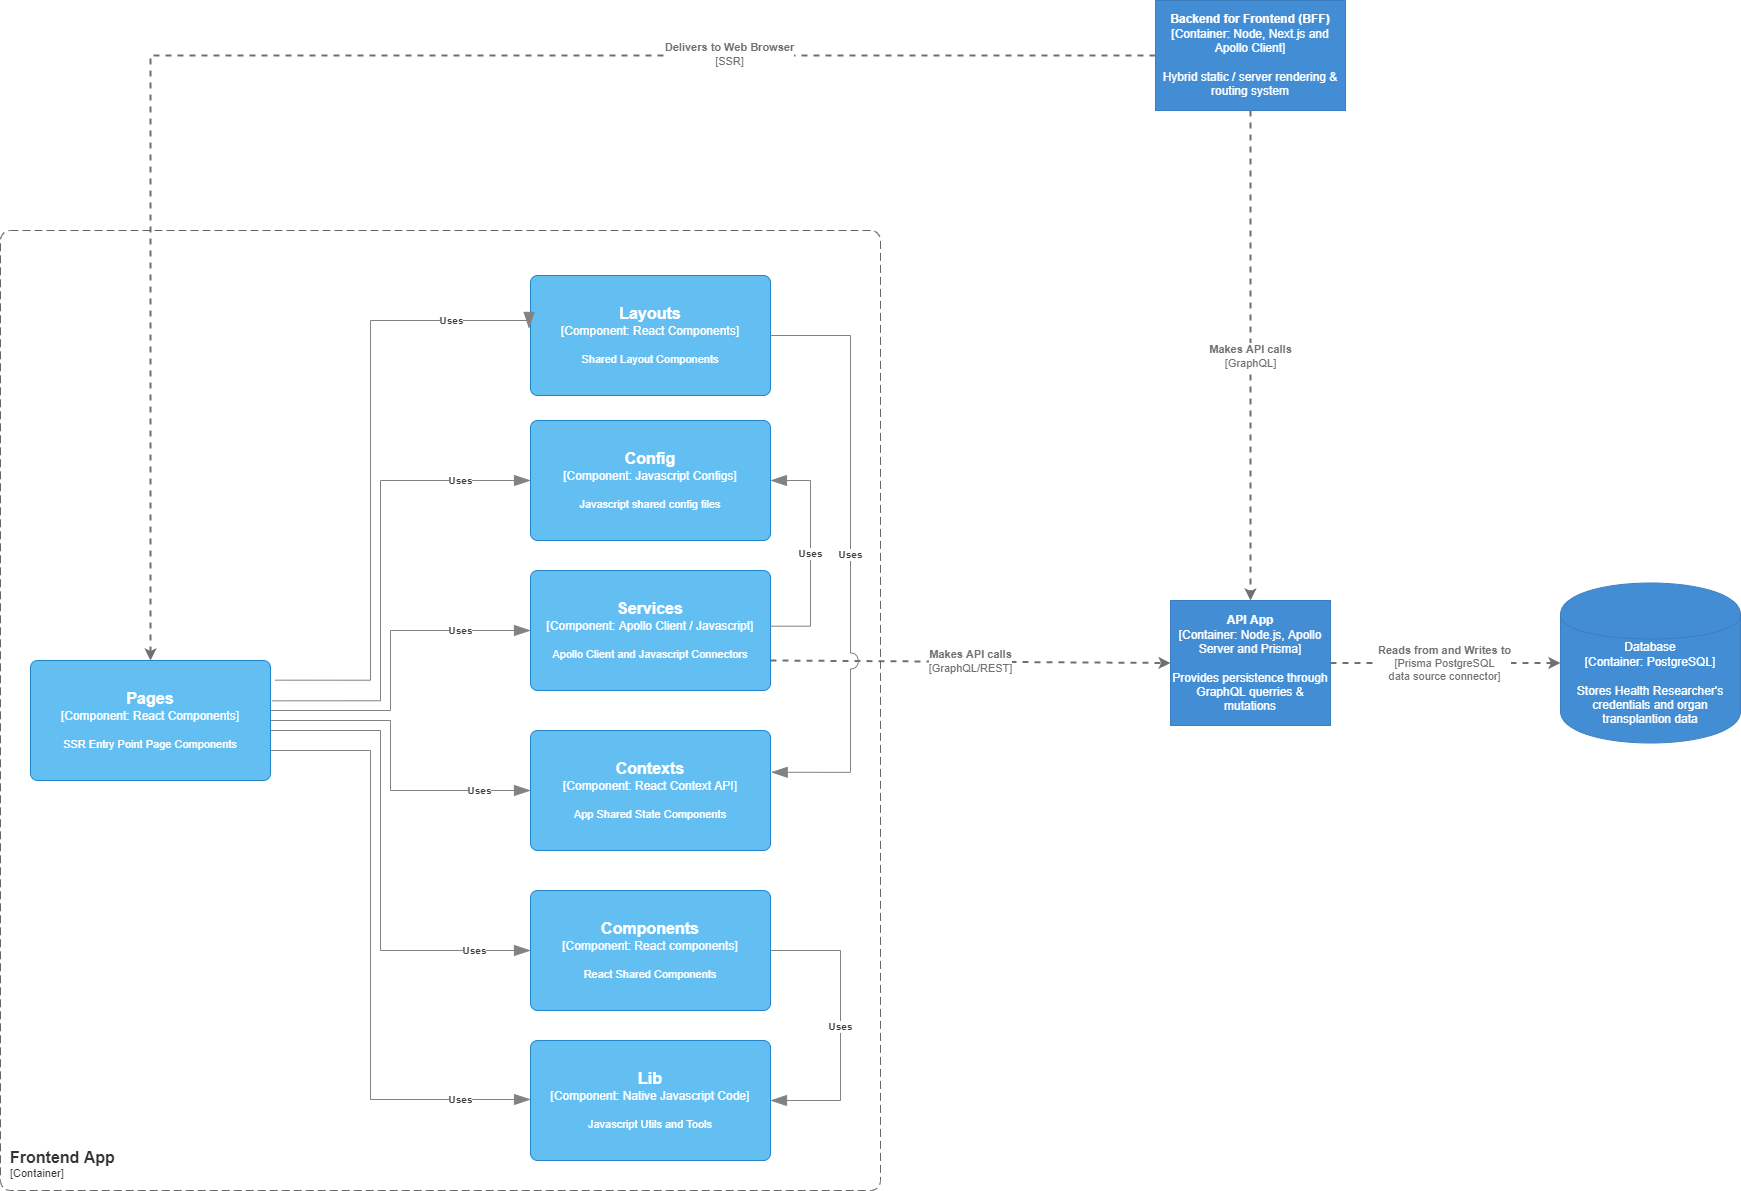 Backend for Frontend (BFF)
[Container: Node, Next.js and
Apollo Client]
Hybrid static / server rendering &
routing system
Delivers to Web Browser
[SSR]
Makes API calls
[GraphQL]
Layouts
[Component: React Components]
Shared Layout Components
Uses
Config
[Component: Javascript Configs]
Javascript shared config files
Uses
Uses
Uses
Services
[Component: Apollo Client / Javascript]
Apollo Client and Javascript Connectors
Uses
Makes API calls
[GraphQL/REST]
API App
[Container: Node.js, Apollo
Server and Prisma]
Provides persistence through
GraphQL querries &
mutations
Reads from and Writes to
[Prisma PostgreSQL
data source connector]
Database
[Container: PostgreSQL]
Stores Health Researcher's
credentials and organ
transplantion data
Pages
[Component: React Components]
SSR Entry Point Page Components
Contexts
[Component: React Context API]
App Shared State Components
Uses
Components
[Component: React components]
React Shared Components
Uses
Uses
Lib
[Component: Native Javascript Code]
Javascript Utils and Tools
Uses
Frontend App
[Container]